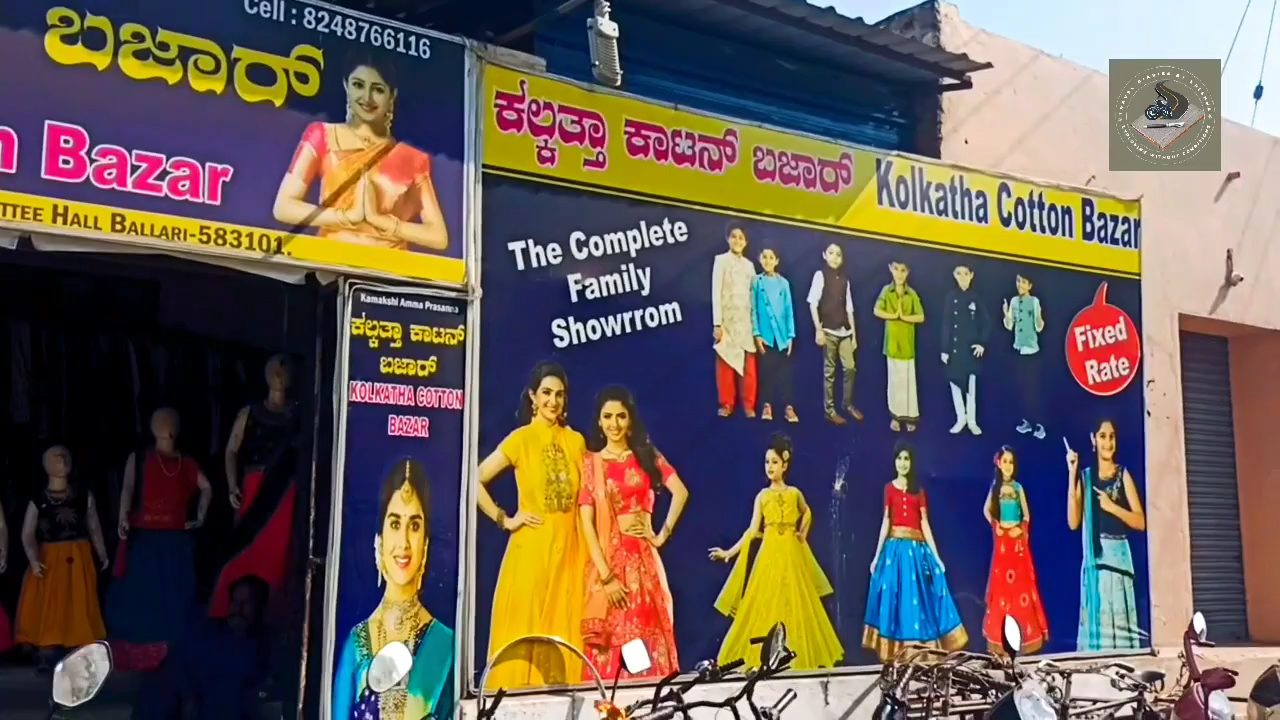 Cell : 8248766116
ಬಜಾರ್
n Bazar
TTEE HALL BALLARI-583101.
Kamakshi Amma Prasanna
ಕಲ್ಕತ್ತಾ ಕಾಟನ್
ಬಜಾರ್
KOLKATHA COTTON
BAZAR
ಕಲ್ಕತ್ತಾ ಕಾಟನ್ ಬಜಾರ್ Kolkatha Cotton Bazar
The Complete
Family
Showrrom
Fixed
Rate